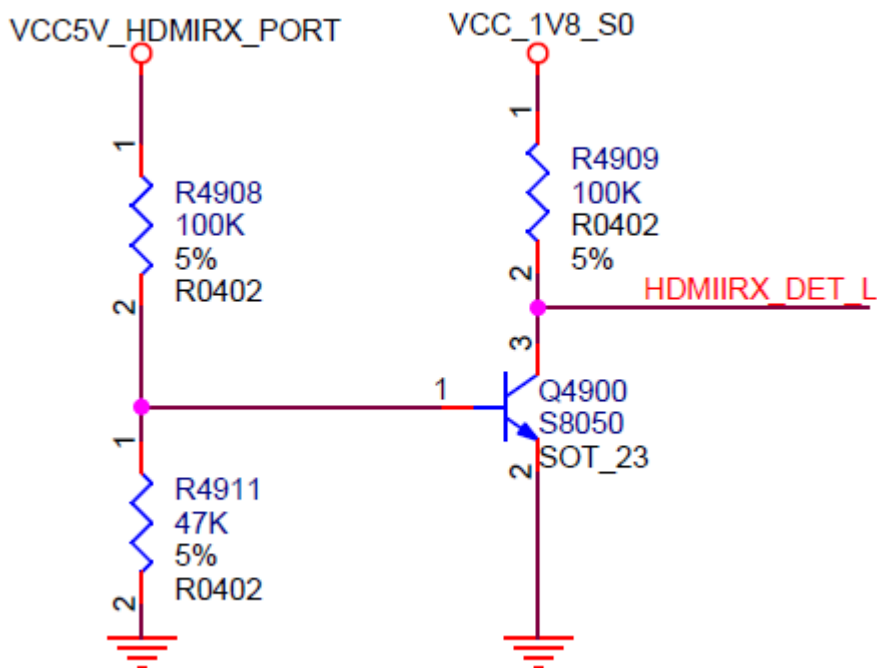 VCC5V_HDMIRX_PORT
VCC_1V8_S0
1
R4908
100K
5%
R0402
2
1
R4909
100K
R0402
5%
2
HDMIIRX_DET_L
3
1
Q4900
S8050
SOT_23
2
1
R4911
47K
5%
R0402
2